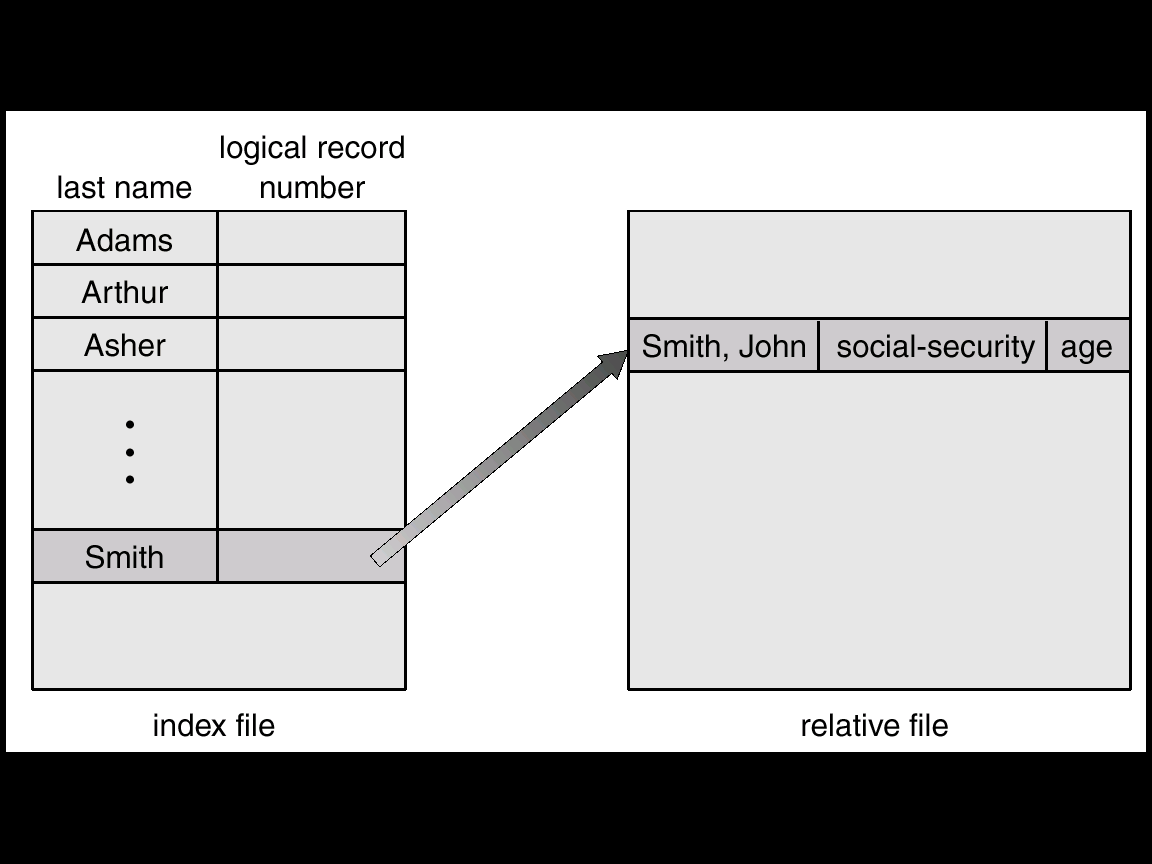 logical record
last name number
Adams
Arthur
Asher
Smith
Smith, John social-security age
index file
relative file